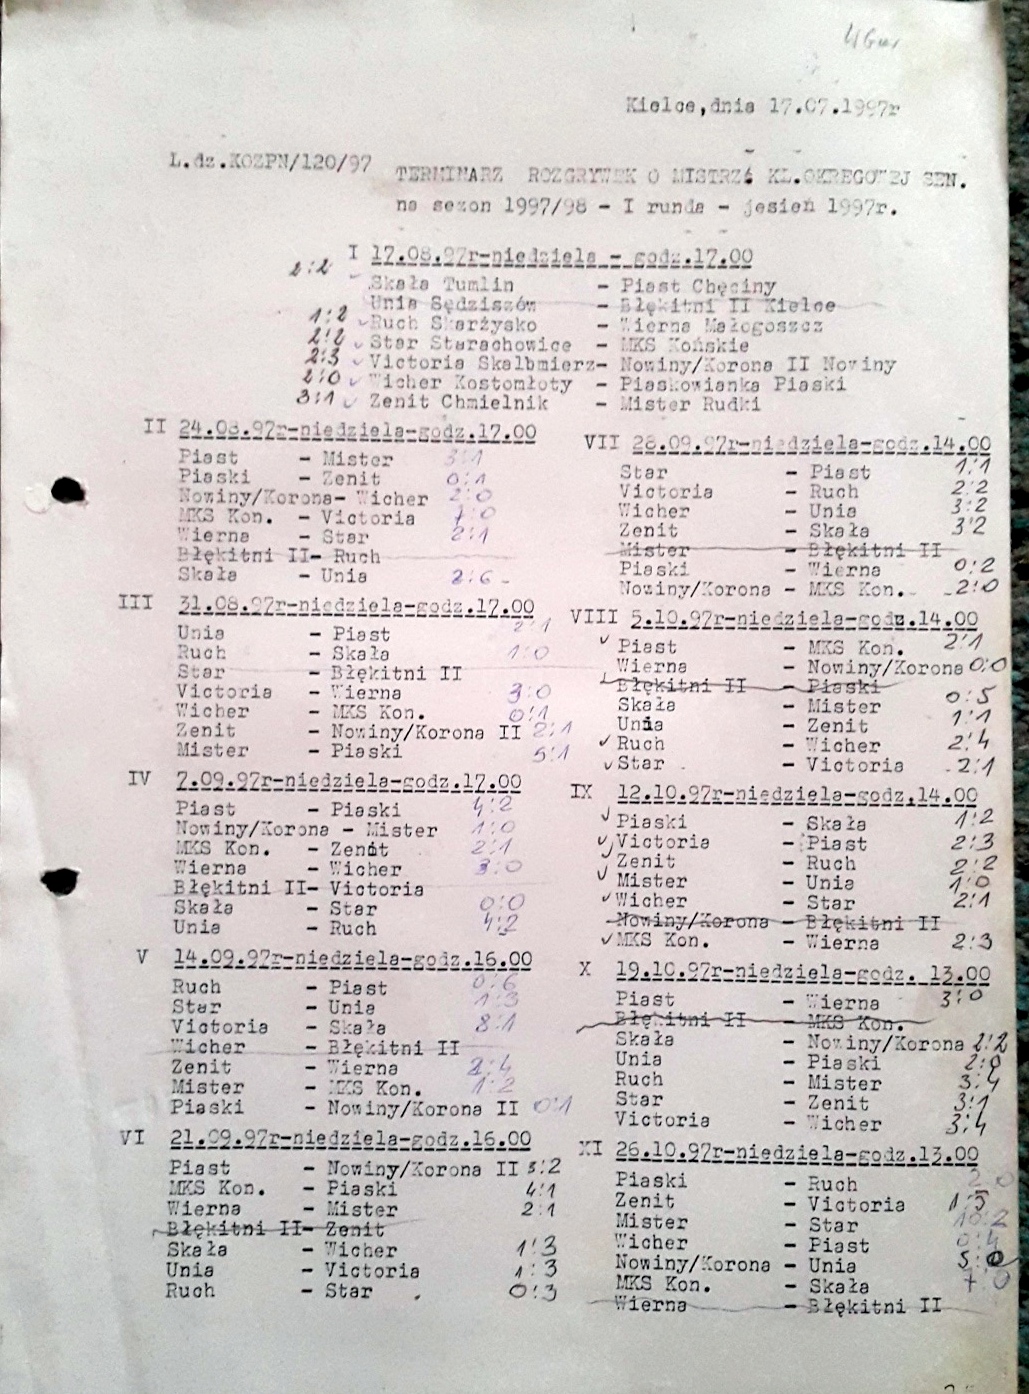 Kielce,dnia 17.07.1997r
L.dz.KOZPN/120/97
TERMINARZ ROZGRYWEK O MISTRZ. KL.OKRĘGOWEJ SEN.
na sezon 1997/98 - I runda - jesień 1997r.
I 17.08.97r-niedziela - godz.17.00
2:2 Skała Tumlin - Piast Chęciny
Unia Sędziszów - Błękitni II Kielce
1:2 Ruch Skarżysko - Wierna Małogoszcz
Star Starachowice - MKS Końskie
2:3 Victoria Skalbmierz- Nowiny/Korona II Nowiny
2:0 Wicher Kostomłoty - Piaskowianka Piaski
3:1 Zenit Chmielnik - Mister Rudki
II 24.08.97r-niedziela-godz.17.00
Piast - Mister 3:1
Piaski - Zenit 0:1
Nowiny/Korona- Wicher 2:0
MKS Kon. - Victoria :0
Wierna - Star 2:1
Błękitni II- Ruch
Skała - Unia 2:6 -
III 31.08.97r-niedziela-godz.17.00
Unia - Piast 2:1
Ruch - Skała 1:0
Star - Błękitni II
Victoria - Wierna 3:0
Wicher - MKS Kon. 0:1
Zenit - Nowiny/Korona II 2:1
Mister - Piaski 5:1
IV 7.09.97r-niedziela-godz.17.00
Piast - Piaski 4:2
Nowiny/Korona - Mister 1:0
MKS Kon. - Zenit 2:1
Wierna - Wicher 3:0
Błękitni II- Victoria
Skała - Star 0:0
Unia - Ruch 4:2
V 14.09.97r-niedziela-godz.16.00
Ruch - Piast 0:6
Star - Unia 1:3
Victoria - Skała 8:1
Wicher - Błękitni II
Zenit - Wierna :4
Mister - MKS Kon. 1:2
Piaski - Nowiny/Korona II 0:1
VI 21.09.97r-niedziela-godz.16.00
Piast - Nowiny/Korona II 3:2
MKS Kon. - Piaski 4:1
Wierna - Mister 2:1
Błękitni II- Zenit
Skała - Wicher 1:3
Unia - Victoria 1:3
Ruch - Star 0:3
VII 28.09.97r-niedziela-godz.14.00
Star - Piast 1:1
Victoria - Ruch 2:2
Wicher - Unia 3:2
Zenit - Skała 3:2
Mister - Błękitni II
Piaski - Wierna 0:2
Nowiny/Korona - MKS Kon. 2:0
VIII 5.10.97r-niedziela-godz.14.00
Piast - MKS Kon. 2:1
Wierna - Nowiny/Korona 0:0
Błękitni II - Piaski
Skała - Mister 0:5
Unia - Zenit 1:1
Ruch - Wicher 2:4
Star - Victoria 2:1
IX 12.10.97r-niedziela-godz.14.00
Piaski - Skała 1:2
Victoria - Piast 2:3
Zenit - Ruch 2:2
Mister - Unia 1:0
Wicher - Star 2:1
Nowiny/Korona - Błękitni II
MKS Kon. - Wierna 2:3
X 19.10.97r-niedziela-godz. 13.00
Piast - Wierna 3:0
Błękitni II - MKS Kon.
Skała - Nowiny/Korona 2:2
Unia - Piaski 2:0
Ruch - Mister 3:4
Star - Zenit 3:1
Victoria - Wicher 3:4
XI 26.10.97r-niedziela-godz.13.00
Piaski - Ruch 2:0
Zenit - Victoria 1:5
Mister - Star 10:2
Wicher - Piast 0:4
Nowiny/Korona - Unia 5:0
MKS Kon. - Skała 7:0
Wierna - Błękitni II